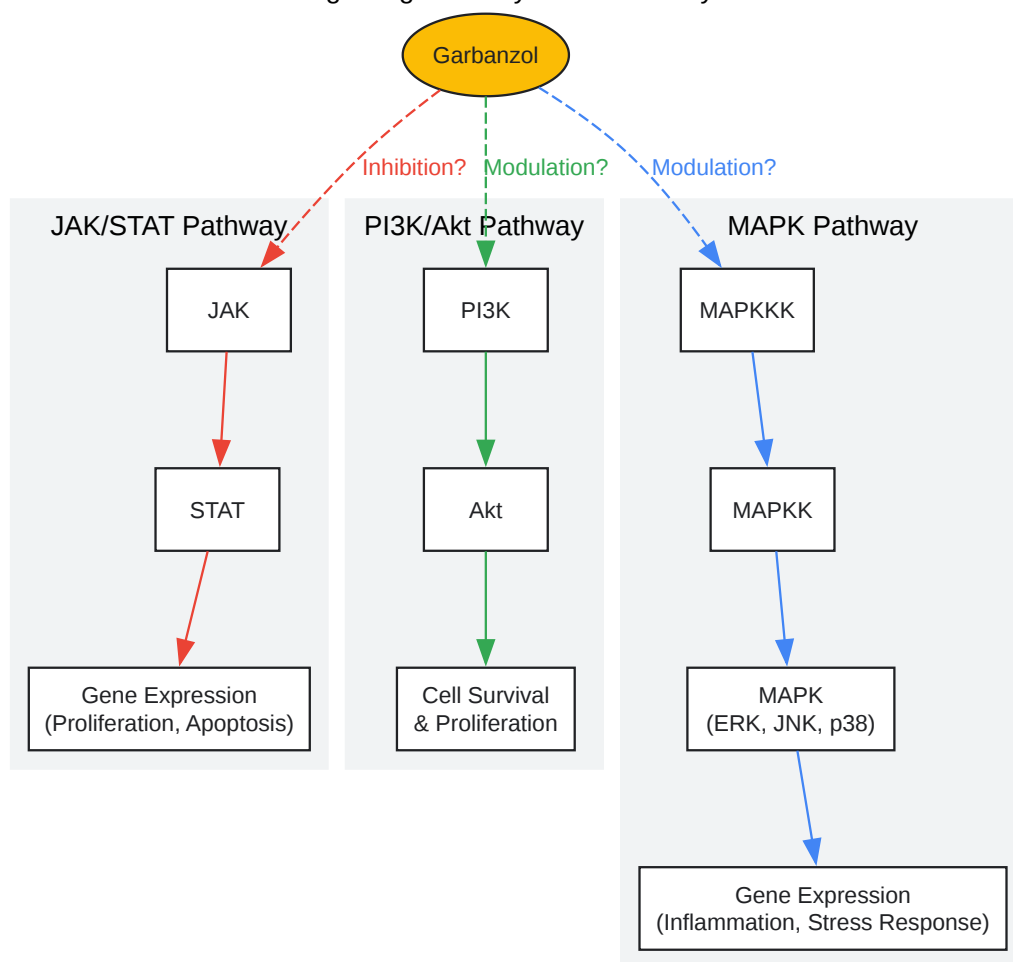 Garbanzol
Inhibition?
Modulation?
Modulation?
JAK/STAT Pathway
PI3K/Akt Pathway
MAPK Pathway
JAK
PI3K
MAPKKK
STAT
Akt
MAPKK
Gene Expression
(Proliferation, Apoptosis)
Cell Survival
& Proliferation
MAPK
(ERK, JNK, p38)
Gene Expression
(Inflammation, Stress Response)